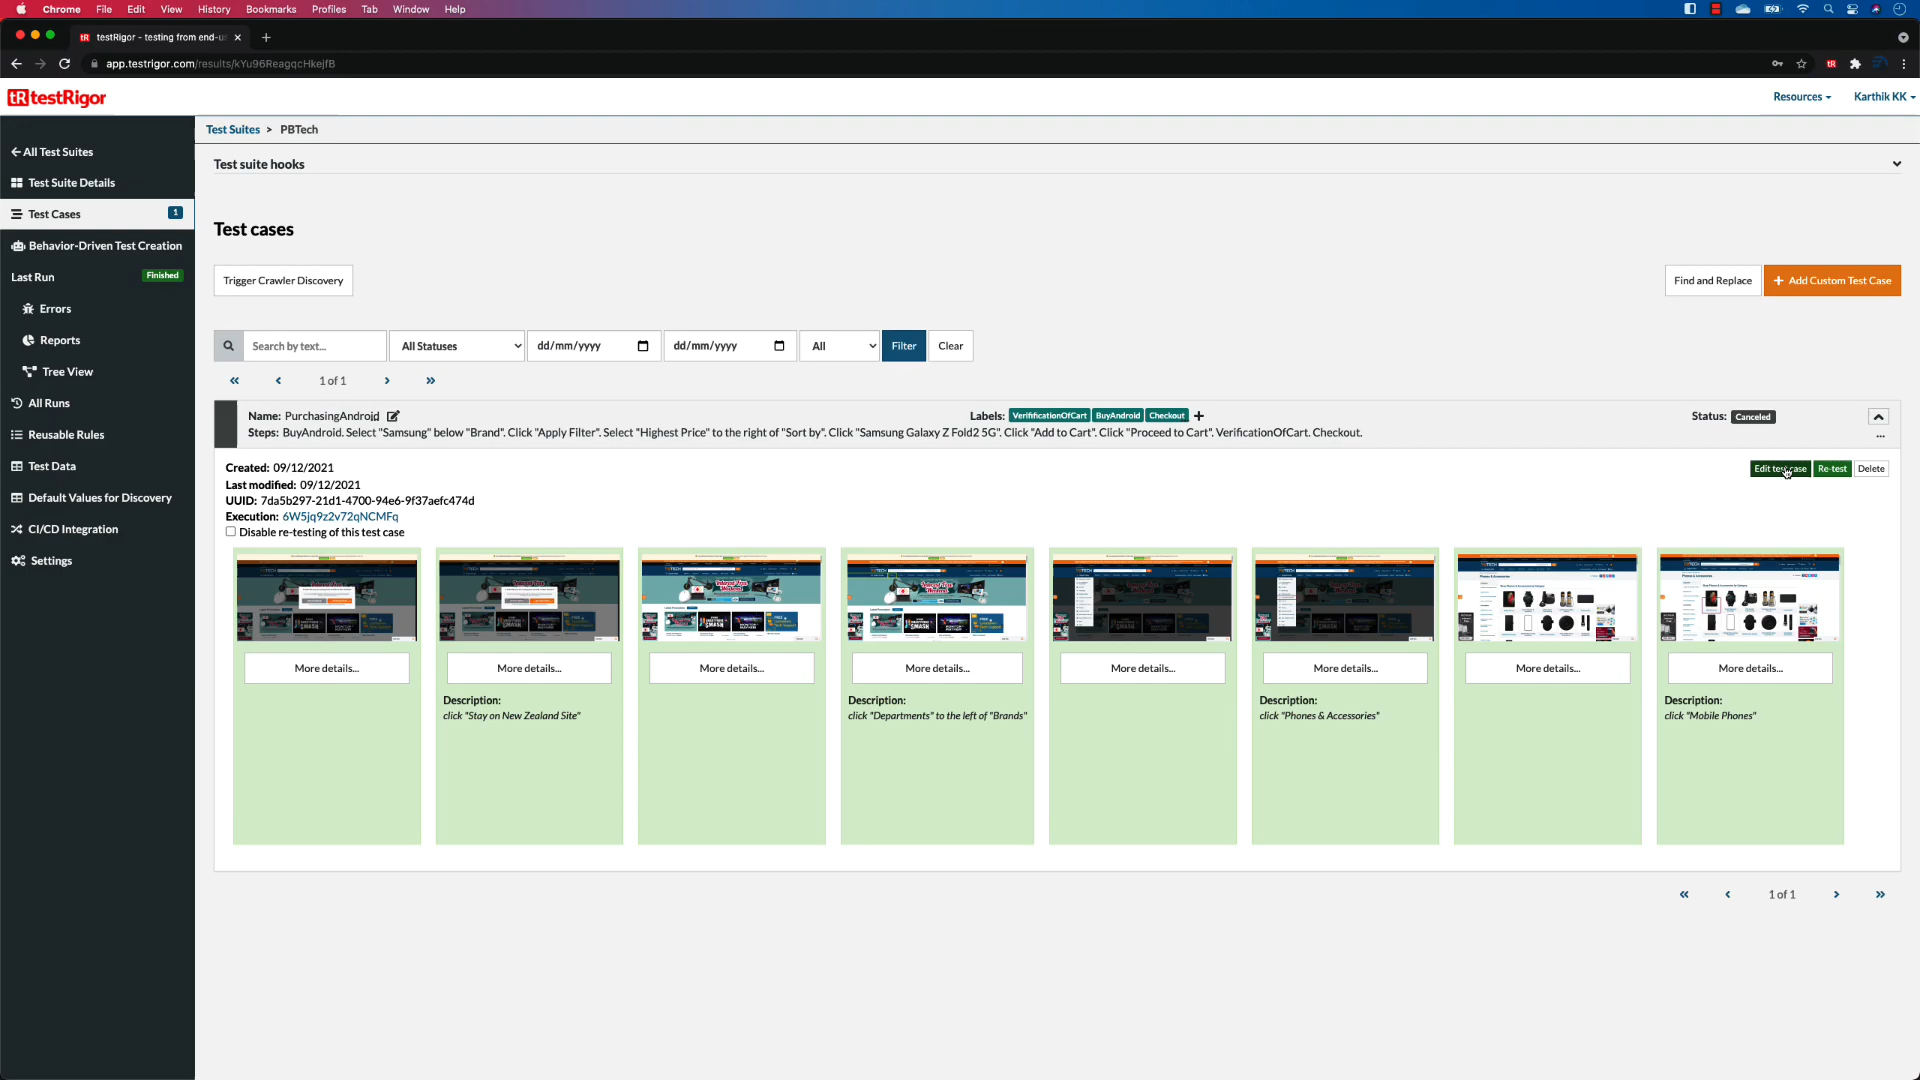 Chrome File Edit View History Bookmarks Profiles Tab Window Help
tR testRigor - testing from end-us
app.testrigor.com/results/kYu96ReagqcHkejfB
tR testRigor
Resources
Karthik KK
All Test Suites
Test Suite Details
Test Cases 1
Behavior-Driven Test Creation
Last Run Finished
Errors
Reports
Tree View
All Runs
Reusable Rules
Test Data
Default Values for Discovery
CI/CD Integration
Settings
Test Suites > PBTech
Test suite hooks
Test cases
Trigger Crawler Discovery
Find and Replace
+ Add Custom Test Case
Search by text... All Statuses dd/mm/yyyy dd/mm/yyyy All Filter Clear
« ‹ 1 of 1 › »
Name: PurchasingAndroid Labels: VerififificationOfCart BuyAndroid Checkout + Status: Canceled
Steps: BuyAndroid. Select "Samsung" below "Brand". Click "Apply Filter". Select "Highest Price" to the right of "Sort by". Click "Samsung Galaxy Z Fold2 5G". Click "Add to Cart". Click "Proceed to Cart". VerificationOfCart. Checkout. ...
Created: 09/12/2021
Edit test case Re-test Delete
Last modified: 09/12/2021
UUID: 7da5b297-21d1-4700-94e6-9f37aefc474d
Execution: 6W5jq9z2v72qNCMFq
Disable re-testing of this test case
More details... More details... More details... More details... More details... More details... More details... More details...
Description: Description: Description: Description:
click "Stay on New Zealand Site" click "Departments" to the left of "Brands" click "Phones & Accessories" click "Mobile Phones"
« ‹ 1 of 1 › »